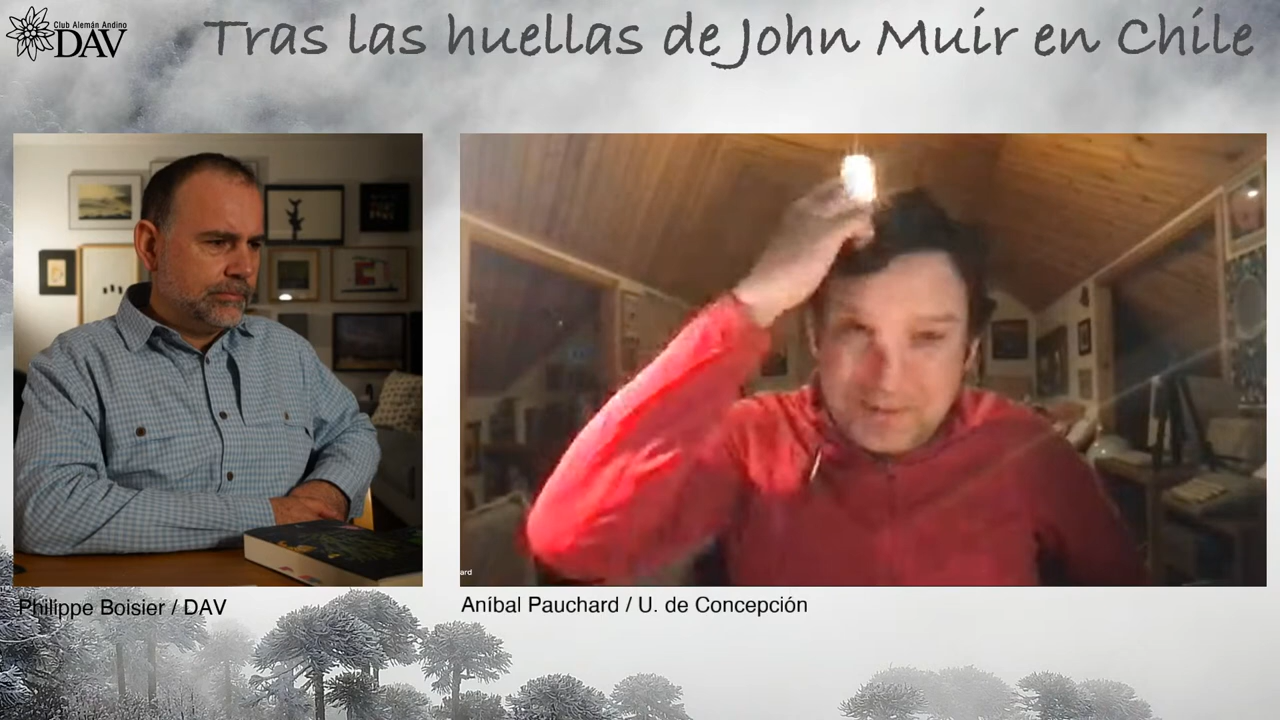 Club Alemán Andino
DAV
Tras las huellas de John Muir en Chile
ard
Philippe Boisier / DAV
Aníbal Pauchard / U. de Concepción